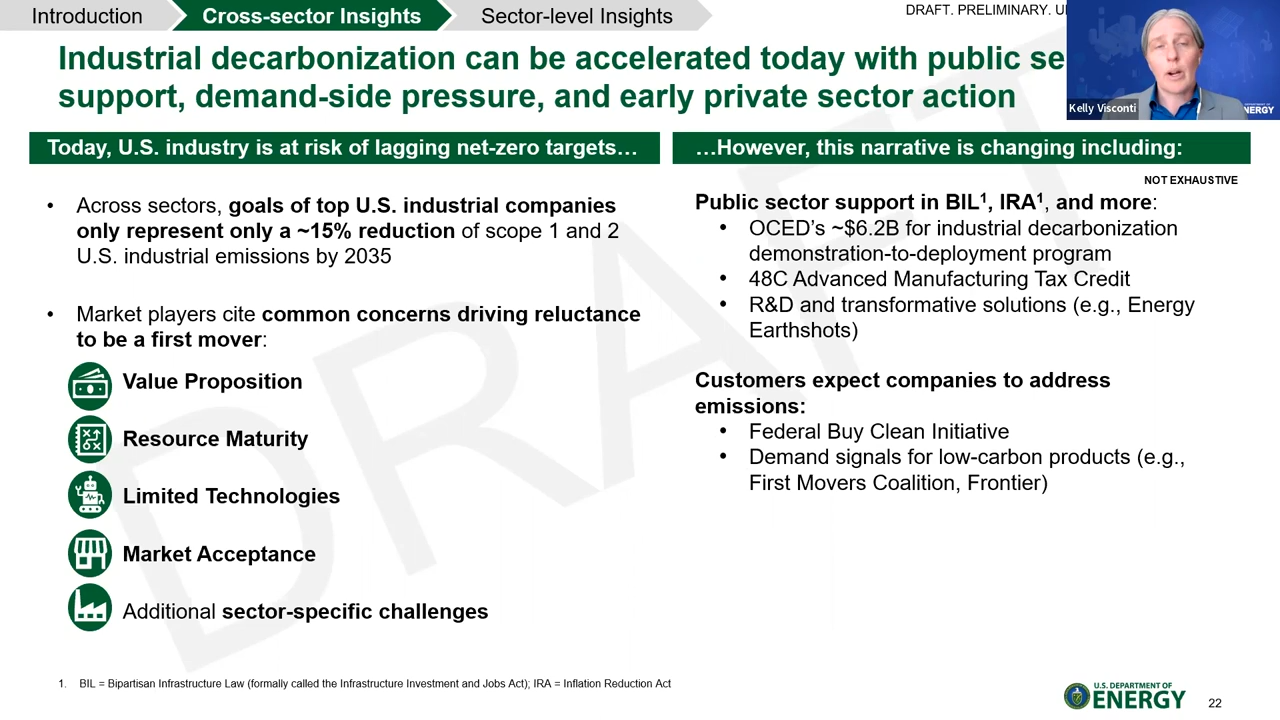 Introduction
Cross-sector Insights
Sector-level Insights
DRAFT. PRELIMINARY.
Industrial decarbonization can be accelerated today with public
support, demand-side pressure, and early private sector action
Kelly Visconti
ENERGY
Today, U.S. industry is at risk of lagging net-zero targets…
• Across sectors, goals of top U.S. industrial companies
only represent only a ~15% reduction of scope 1 and 2
U.S. industrial emissions by 2035
• Market players cite common concerns driving reluctance
to be a first mover:
Value Proposition
Resource Maturity
Limited Technologies
Market Acceptance
Additional sector-specific challenges
…However, this narrative is changing including:
NOT EXHAUSTIVE
Public sector support in BIL¹, IRA¹, and more:
• OCED’s ~$6.2B for industrial decarbonization
demonstration-to-deployment program
• 48C Advanced Manufacturing Tax Credit
• R&D and transformative solutions (e.g., Energy
Earthshots)
Customers expect companies to address
emissions:
• Federal Buy Clean Initiative
• Demand signals for low-carbon products (e.g.,
First Movers Coalition, Frontier)
DRAFT
1. BIL = Bipartisan Infrastructure Law (formally called the Infrastructure Investment and Jobs Act); IRA = Inflation Reduction Act
U.S. DEPARTMENT OF
ENERGY
22